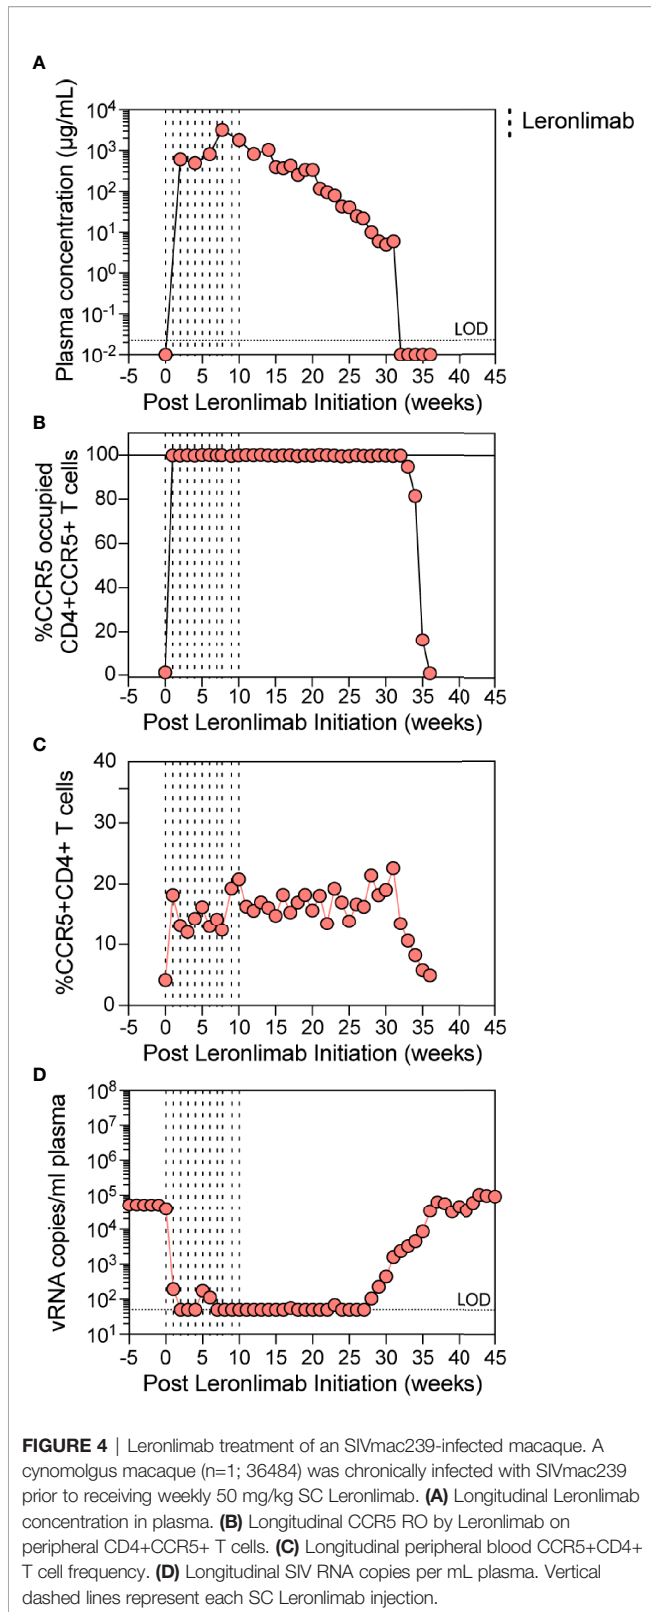 A
Leronlimab
Plasma concentration (µg/mL)
10⁴
10³
10²
10¹
10⁰
10⁻¹
10⁻²
LOD
-5 0 5 10 15 20 25 30 35 40 45
Post Leronlimab Initiation (weeks)
B
%CCR5 occupied
CD4+CCR5+ T cells
100
80
60
40
20
0
-5 0 5 10 15 20 25 30 35 40 45
Post Leronlimab Initiation (weeks)
C
%CCR5+CD4+ T cells
40
30
20
10
0
-5 0 5 10 15 20 25 30 35 40 45
Post Leronlimab Initiation (weeks)
D
vRNA copies/ml plasma
10⁸
10⁷
10⁶
10⁵
10⁴
10³
10²
10¹
LOD
-5 0 5 10 15 20 25 30 35 40 45
Post Leronlimab Initiation (weeks)
FIGURE 4 | Leronlimab treatment of an SIVmac239-infected macaque. A
cynomolgus macaque (n=1; 36484) was chronically infected with SIVmac239
prior to receiving weekly 50 mg/kg SC Leronlimab. (A) Longitudinal Leronlimab
concentration in plasma. (B) Longitudinal CCR5 RO by Leronlimab on
peripheral CD4+CCR5+ T cells. (C) Longitudinal peripheral blood CCR5+CD4+
T cell frequency. (D) Longitudinal SIV RNA copies per mL plasma. Vertical
dashed lines represent each SC Leronlimab injection.